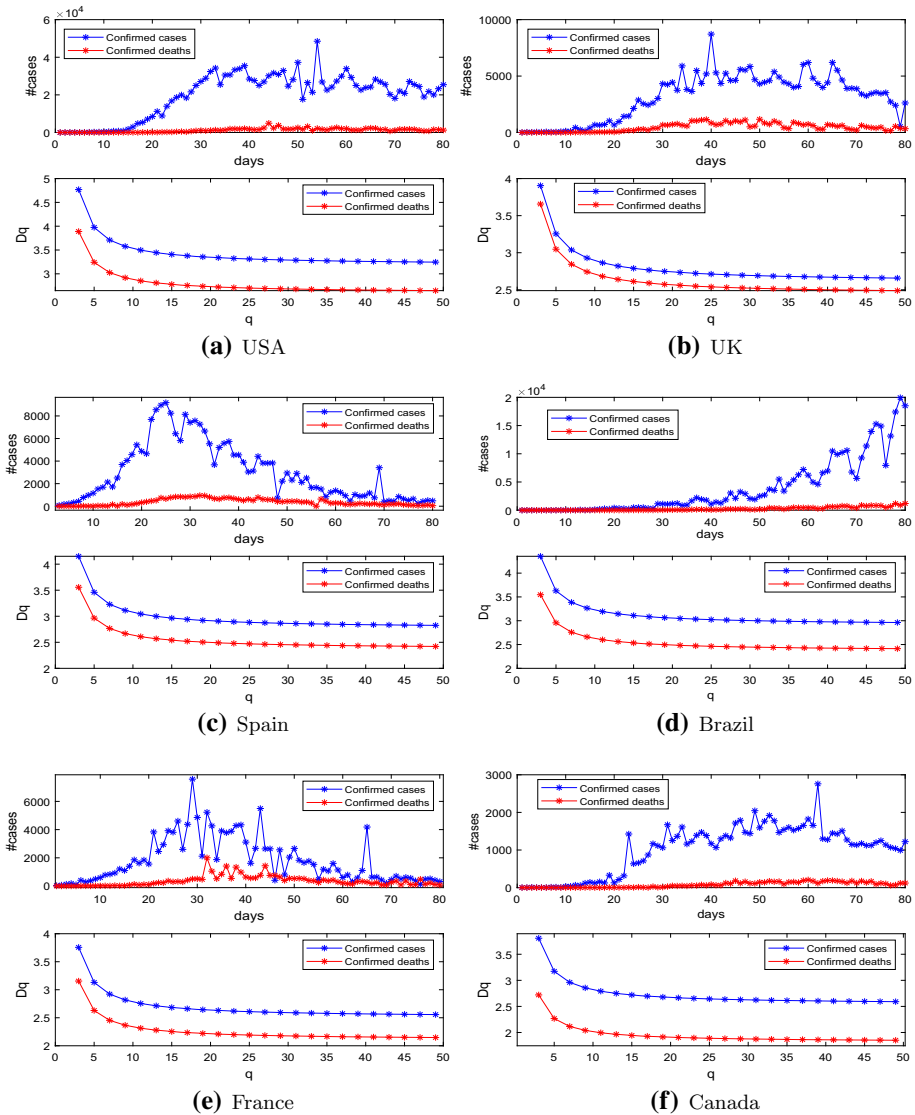 × 10⁴
6
4
2
0
#cases
Confirmed cases
Confirmed deaths
0 10 20 30 40 50 60 70 80
days
5
4.5
4
3.5
3
Dq
Confirmed cases
Confirmed deaths
0 5 10 15 20 25 30 35 40 45 50
q
(a) USA
10000
5000
0
#cases
Confirmed cases
Confirmed deaths
0 10 20 30 40 50 60 70 80
days
4
3.5
3
2.5
Dq
Confirmed cases
Confirmed deaths
0 5 10 15 20 25 30 35 40 45 50
q
(b) UK
8000
6000
4000
2000
0
#cases
Confirmed cases
Confirmed deaths
10 20 30 40 50 60 70 80
days
4
3.5
3
2.5
2
Dq
Confirmed cases
Confirmed deaths
0 5 10 15 20 25 30 35 40 45 50
q
(c) Spain
× 10⁴
2
1.5
1
0.5
0
#cases
Confirmed cases
Confirmed deaths
0 10 20 30 40 50 60 70 80
days
4
3.5
3
2.5
2
Dq
Confirmed cases
Confirmed deaths
0 5 10 15 20 25 30 35 40 45 50
q
(d) Brazil
6000
4000
2000
0
#cases
Confirmed cases
Confirmed deaths
10 20 30 40 50 60 70 80
days
4
3.5
3
2.5
2
Dq
Confirmed cases
Confirmed deaths
0 5 10 15 20 25 30 35 40 45 50
q
(e) France
3000
2000
1000
0
#cases
Confirmed cases
Confirmed deaths
0 10 20 30 40 50 60 70 80
days
3.5
3
2.5
2
Dq
Confirmed cases
Confirmed deaths
0 5 10 15 20 25 30 35 40 45 50
q
(f) Canada